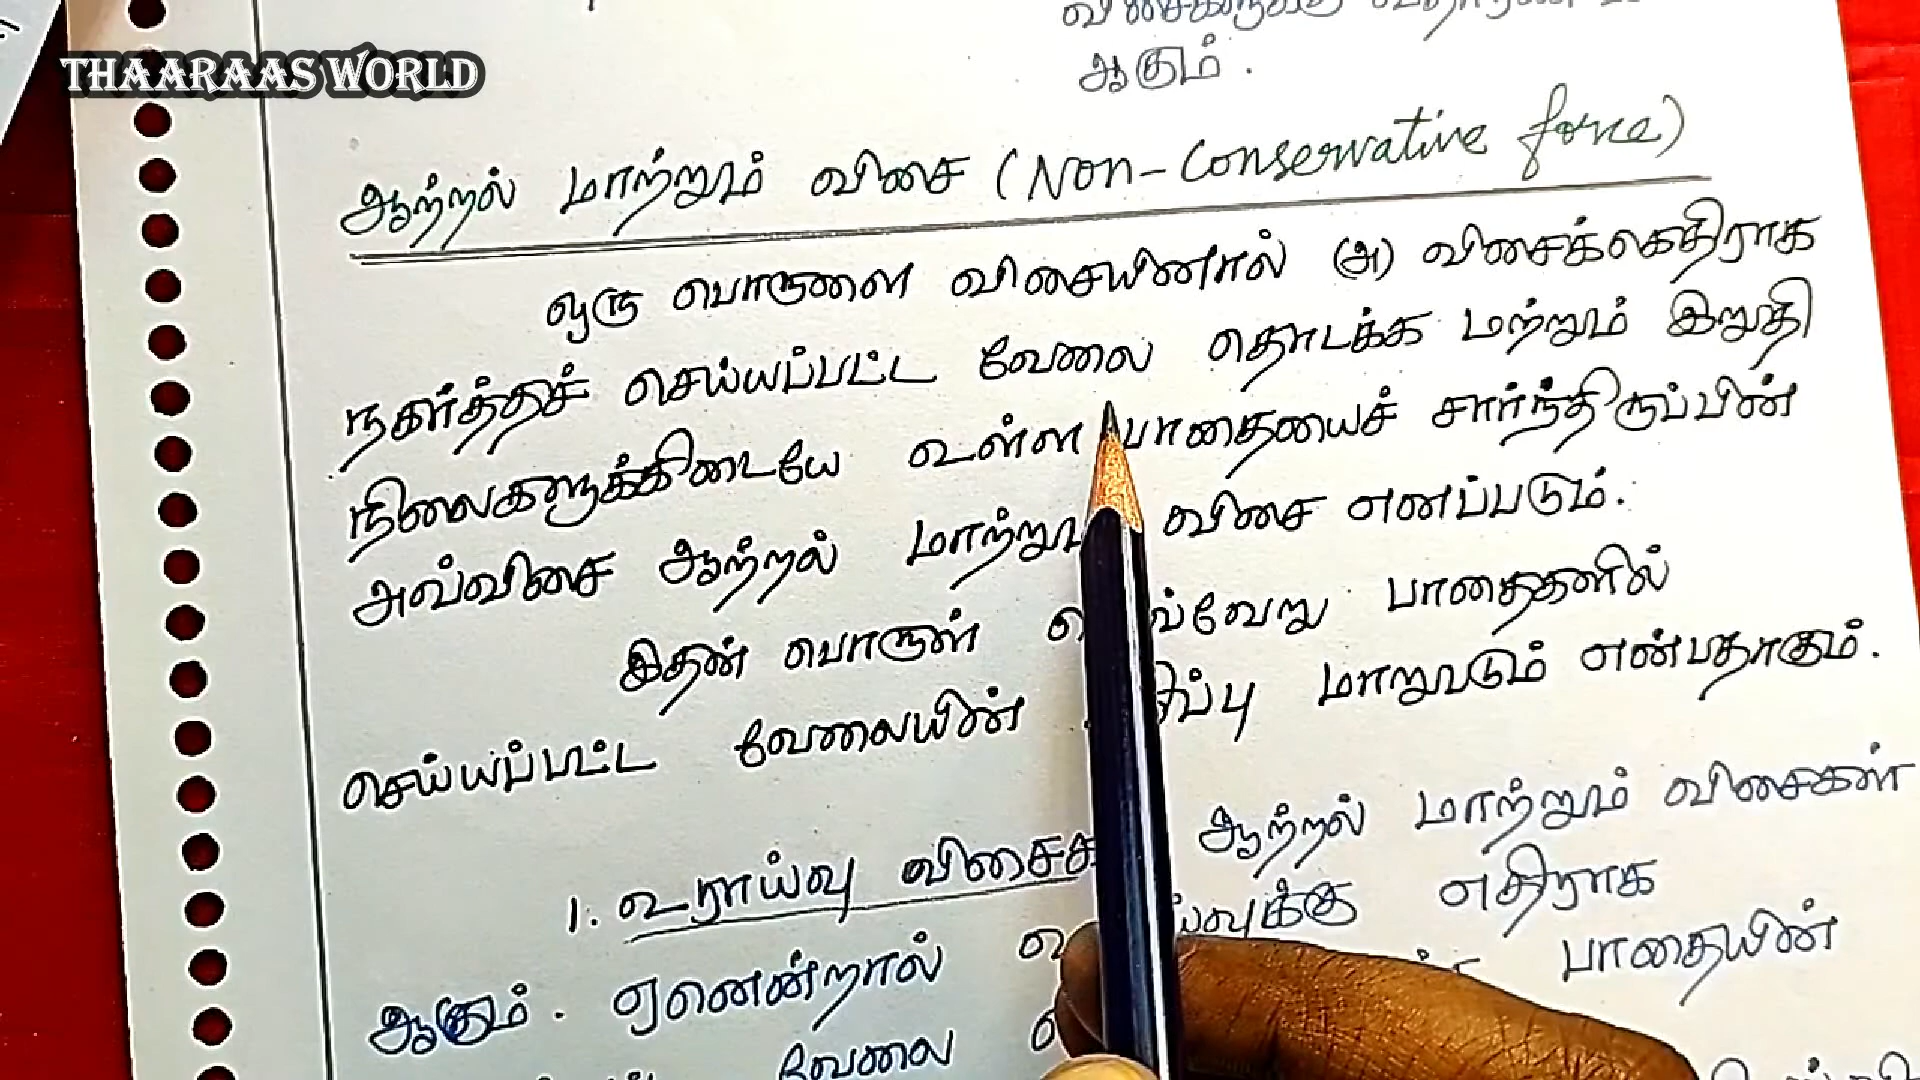 THAARAAS WORLD
ஆகும்.
ஆற்றல் மாற்றும் விசை (Non-Conservative force)
ஒரு பொருளை விசையினால் (அ) விசைக்கெதிராக
நகர்த்தச் செய்யப்பட்ட வேலை தொடக்க மற்றும் இறுதி
நிலைகளுக்கிடையே உள்ள பாதையைச் சார்ந்திருப்பின்
அவ்விசை ஆற்றல் விசை எனப்படும்.
இதன் பொருள் பாதைகளில்
செய்யப்பட்ட வேலையின் மாறுபடும் என்பதாகும்.
1. உராய்வு ஆற்றல் மாற்றும் விசைகள்
ஆகும். ஏனென்றால் எதிராக
வேலை பாதையின்